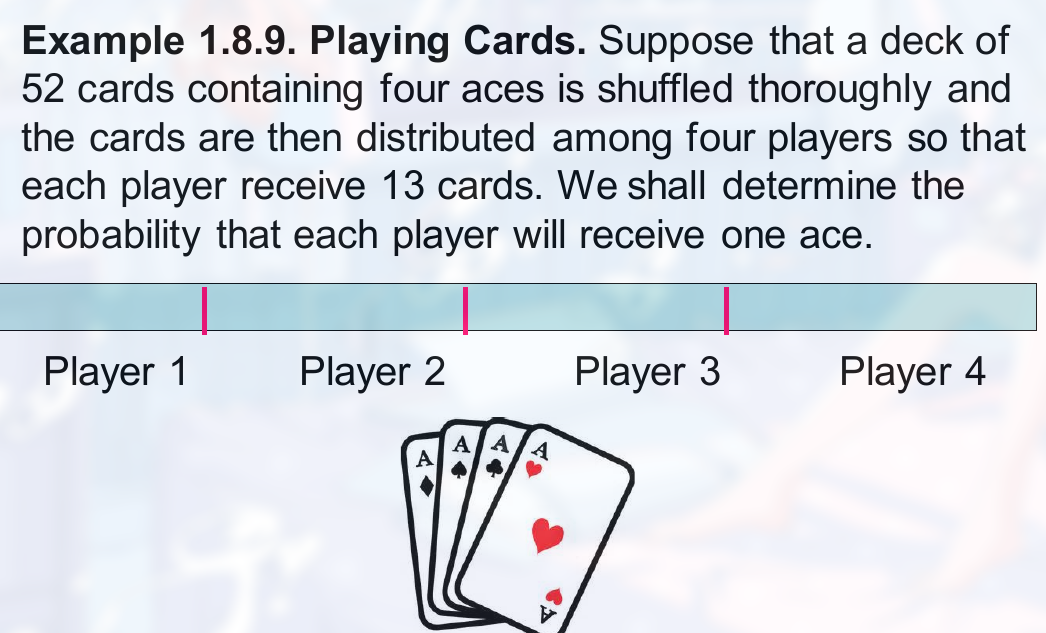 Example 1.8.9. Playing Cards. Suppose that a deck of
52 cards containing four aces is shuffled thoroughly and
the cards are then distributed among four players so that
each player receive 13 cards. We shall determine the
probability that each player will receive one ace.
Player 1 Player 2 Player 3 Player 4
A A A A
A